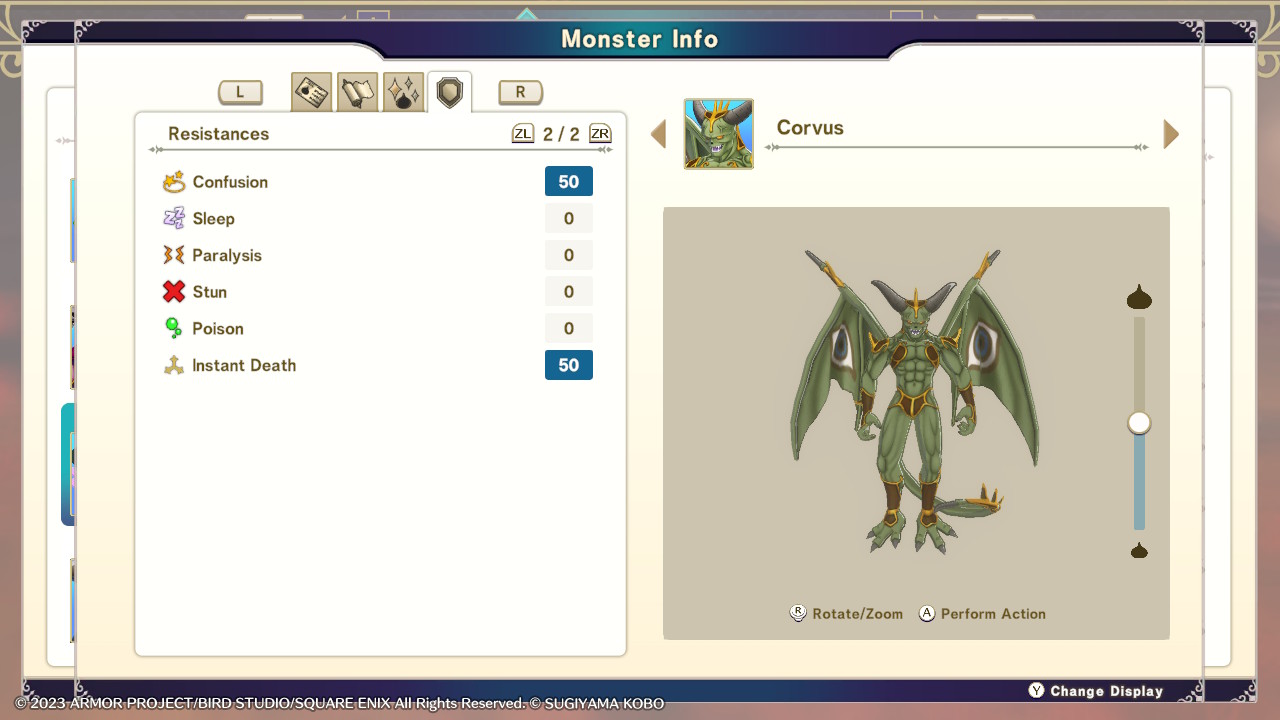 Monster Info
L
R
Resistances
ZL 2 / 2 ZR
Corvus
Confusion 50
Sleep 0
Paralysis 0
Stun 0
Poison 0
Instant Death 50
R Rotate/Zoom A Perform Action
Y Change Display
© 2023 ARMOR PROJECT/BIRD STUDIO/SQUARE ENIX All Rights Reserved. © SUGIYAMA KOBO